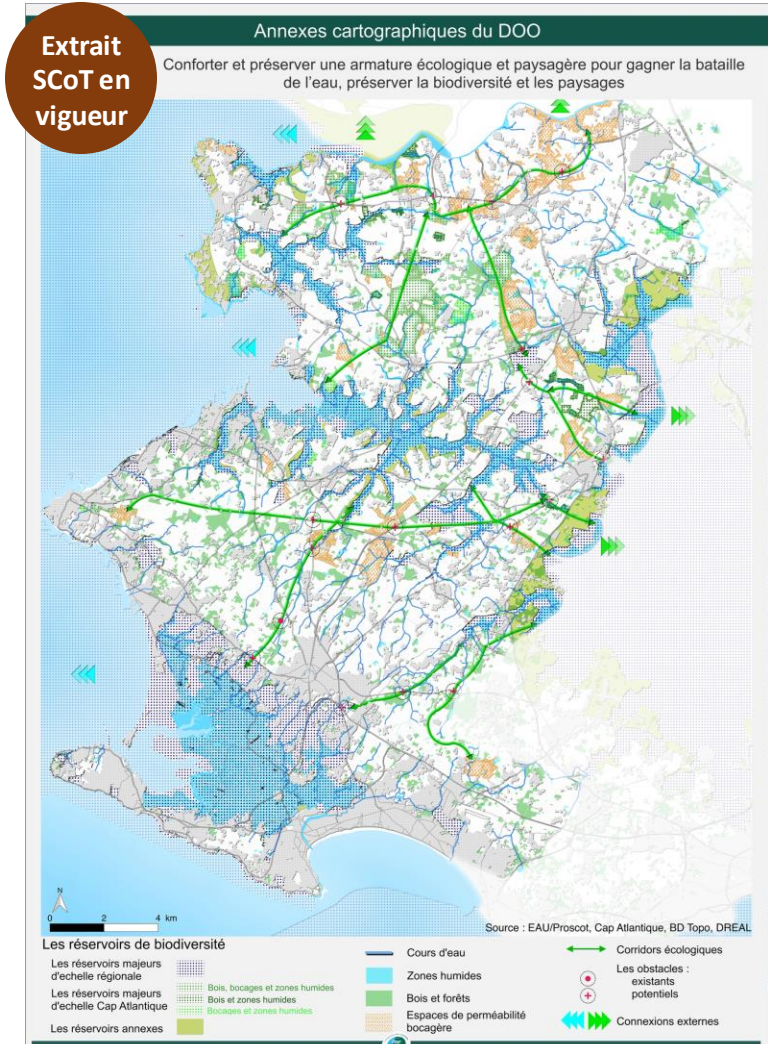 Extrait
SCoT en
vigueur
Annexes cartographiques du DOO
Conforter et préserver une armature écologique et paysagère pour gagner la bataille
de l'eau, préserver la biodiversité et les paysages
N
0 2 4 km
Source : EAU/Proscot, Cap Atlantique, BD Topo, DREAL
Les réservoirs de biodiversité
Les réservoirs majeurs
d'echelle régionale
Les réservoirs majeurs
d'echelle Cap Atlantique
Bois, bocages et zones humides
Bois et zones humides
Bocages et zones humides
Les réservoirs annexes
Cours d'eau
Zones humides
Bois et forêts
Espaces de perméabilité
bocagère
Corridors écologiques
Les obstacles :
existants
potentiels
Connexions externes